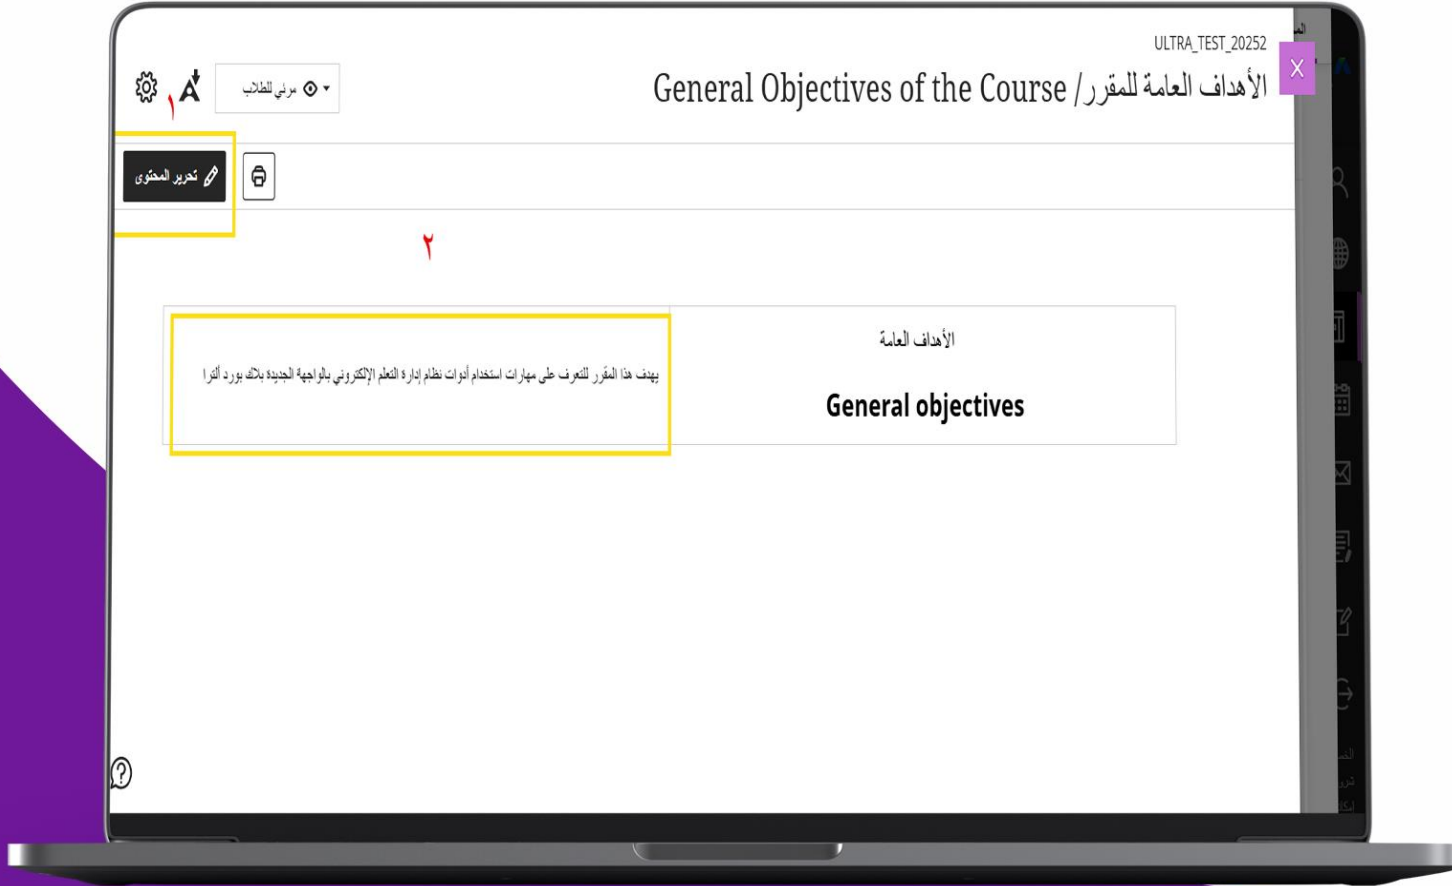 ULTRA_TEST_20252
الأهداف العامة للمقرر/ General Objectives of the Course
X
مرئي للطلاب
١
تحرير المحتوى
٢
الأهداف العامة
General objectives
يهدف هذا المقرر للتعرف على مهارات استخدام أدوات نظام إدارة التعلم الإلكتروني بالواجهة الجديدة بلاك بورد ألترا